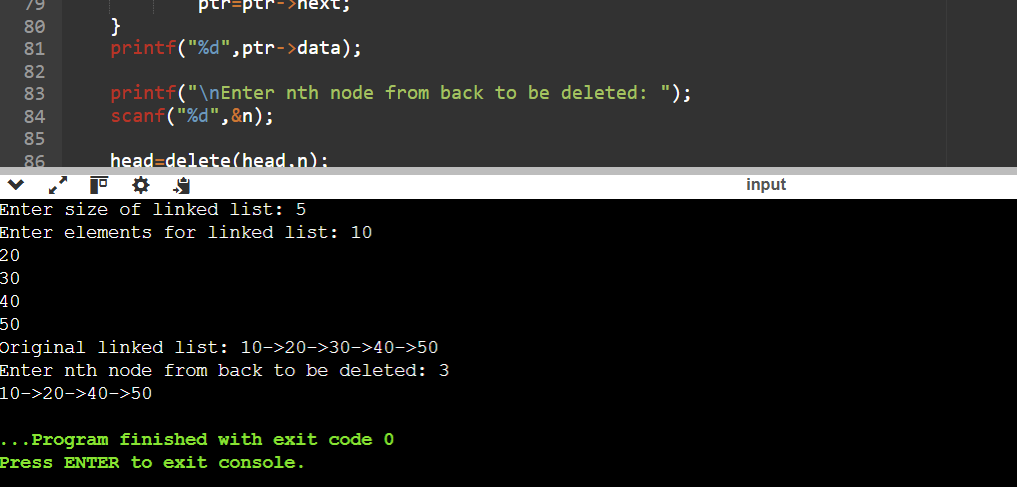 79 ptr=ptr->next;
80 }
81 printf("%d",ptr->data);
82
83 printf("\nEnter nth node from back to be deleted: ");
84 scanf("%d",&n);
85
86 head=delete(head,n);
input
Enter size of linked list: 5
Enter elements for linked list: 10
20
30
40
50
Original linked list: 10->20->30->40->50
Enter nth node from back to be deleted: 3
10->20->40->50
...Program finished with exit code 0
Press ENTER to exit console.